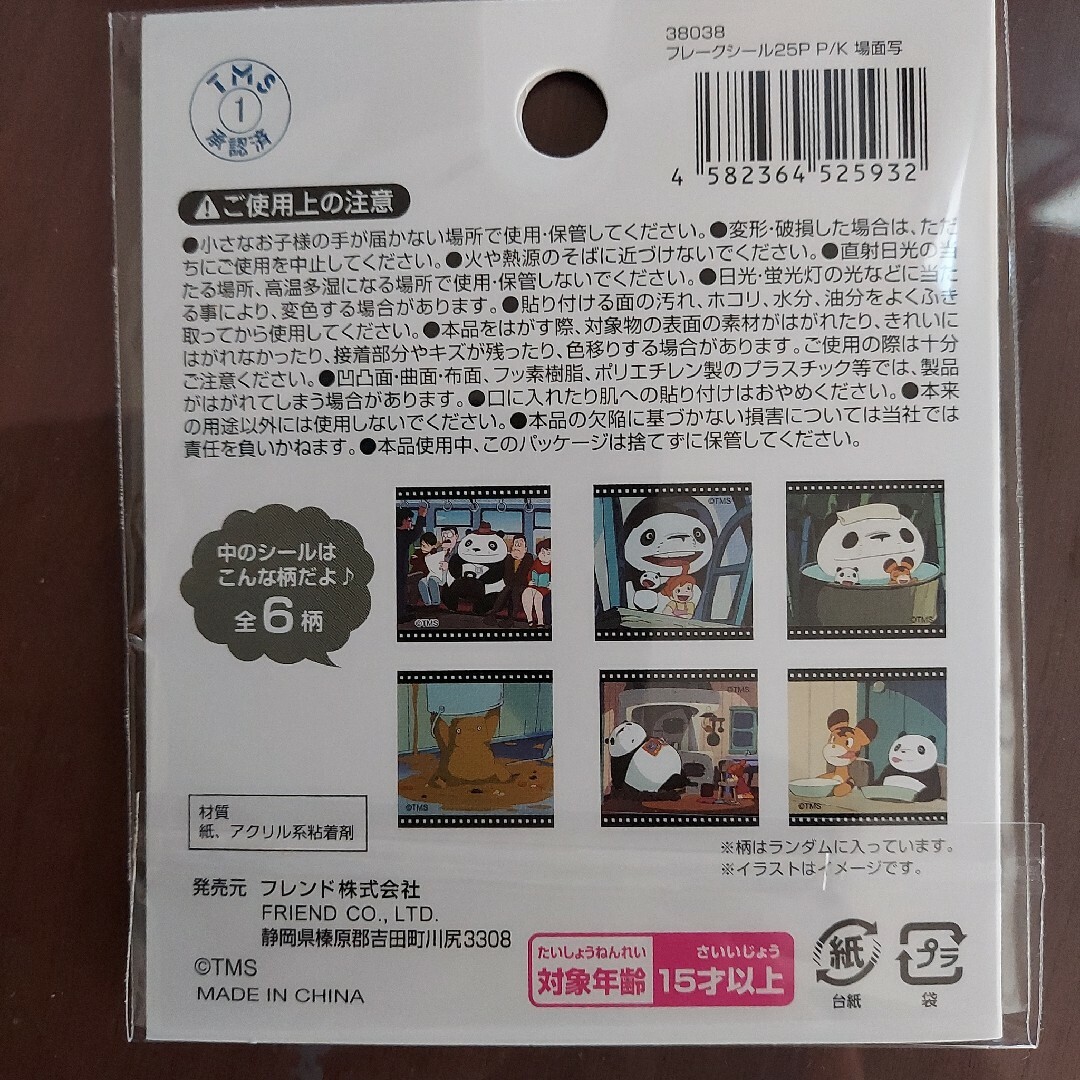 38038
フレークシール25P P/K 場面写
TMS
1
承認済
4 582364 525932
ご使用上の注意
●小さなお子様の手が届かない場所で使用・保管してください。●変形・破損した場合は、ただ
ちにご使用を中止してください。●火や熱源のそばに近づけないでください。●直射日光の当
たる場所、高温多湿になる場所で使用・保管しないでください。●日光・蛍光灯の光などに当た
る事により、変色する場合があります。●貼り付ける面の汚れ、ホコリ、水分、油分をよくふき
取ってから使用してください。●本品をはがす際、対象物の表面の素材がはがれたり、きれいに
はがれなかったり、接着部分やキズが残ったり、色移りする場合があります。ご使用の際は十分
ご注意ください。●凹凸面・曲面・布面、フッ素樹脂、ポリエチレン製のプラスチック等では、製品
がはがれてしまう場合があります。●口に入れたり肌への貼り付けはおやめください。●本来
の用途以外には使用しないでください。●本品の欠陥に基づかない損害については当社では
責任を負いかねます。●本品使用中、このパッケージは捨てずに保管してください。
中のシールは
こんな柄だよ♪
全6柄
©TMS
©TMS
©TMS
©TMS
©TMS
©TMS
※柄はランダムに入っています。
※イラストはイメージです。
材質
紙、アクリル系粘着剤
発売元 フレンド株式会社
FRIEND CO., LTD.
静岡県榛原郡吉田町川尻3308
©TMS
MADE IN CHINA
たいしょうねんれい さいいじょう
対象年齢 15才以上
紙
台紙
プラ
袋